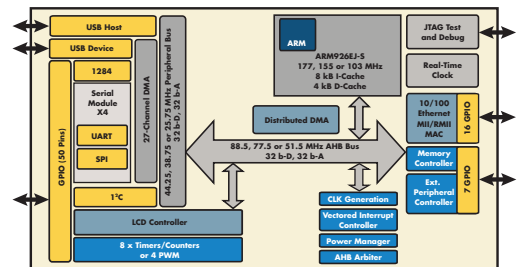 USB Host
USB Device
GPIO (50 Pins)
1284
Serial
Module
X4
UART
SPI
I²C
27-Channel DMA
44.25, 38.75 or 25.75 MHz Peripheral Bus
32 b-D, 32 b-A
LCD Controller
8 x Timers/Counters
or 4 PWM
ARM
ARM926EJ-S
177, 155 or 103 MHz
8 kB I-Cache
4 kB D-Cache
Distributed DMA
88.5, 77.5 or 51.5 MHz AHB Bus
32 b-D, 32 b-A
CLK Generation
Vectored Interrupt
Controller
Power Manager
AHB Arbiter
JTAG Test
and Debug
Real-Time
Clock
10/100
Ethernet
MII/RMII
MAC
16 GPIO
Memory
Controller
Ext.
Peripheral
Controller
7 GPIO